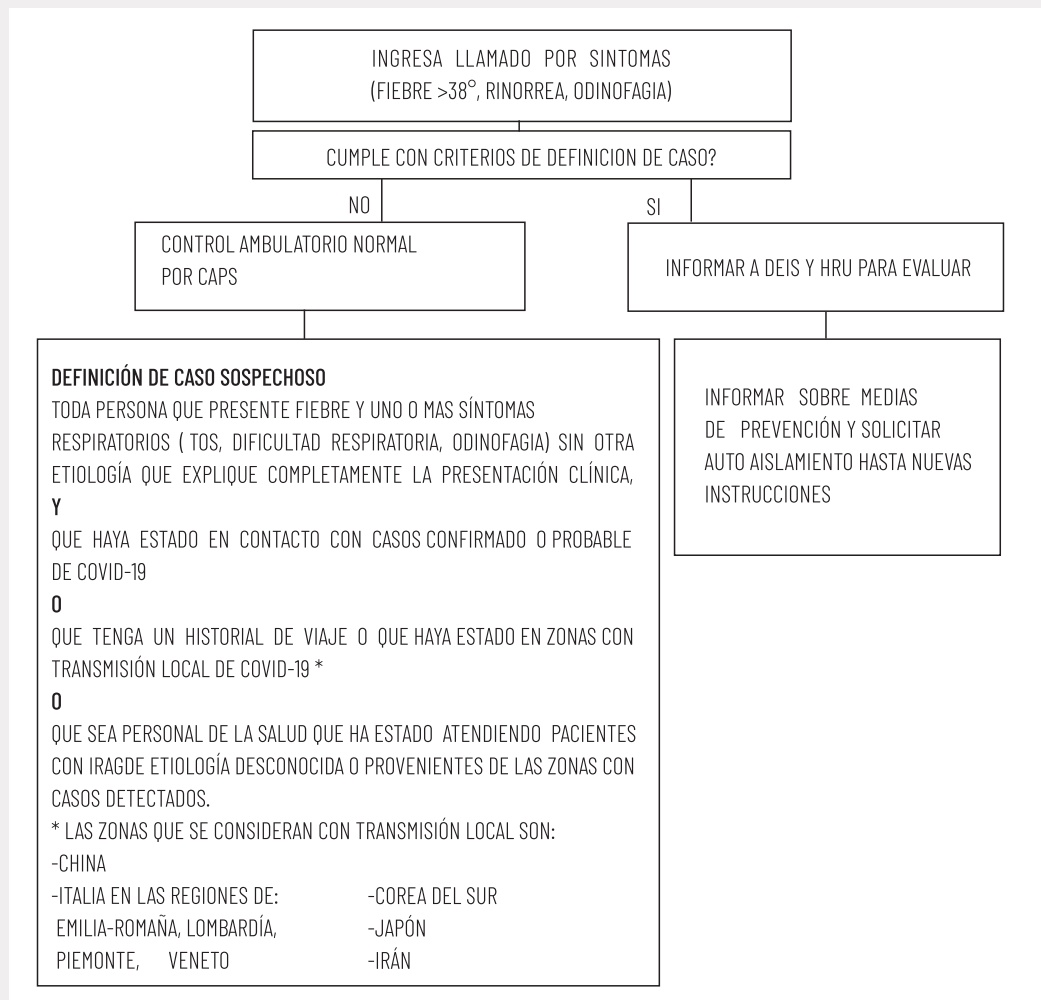 INGRESA LLAMADO POR SINTOMAS
(FIEBRE >38°, RINORREA, ODINOFAGIA)
CUMPLE CON CRITERIOS DE DEFINICION DE CASO?
NO
SI
CONTROL AMBULATORIO NORMAL
POR CAPS
INFORMAR A DEIS Y HRU PARA EVALUAR
DEFINICIÓN DE CASO SOSPECHOSO
TODA PERSONA QUE PRESENTE FIEBRE Y UNO O MAS SÍNTOMAS
RESPIRATORIOS ( TOS, DIFICULTAD RESPIRATORIA, ODINOFAGIA) SIN OTRA
ETIOLOGÍA QUE EXPLIQUE COMPLETAMENTE LA PRESENTACIÓN CLÍNICA,
Y
QUE HAYA ESTADO EN CONTACTO CON CASOS CONFIRMADO O PROBABLE
DE COVID-19
O
QUE TENGA UN HISTORIAL DE VIAJE O QUE HAYA ESTADO EN ZONAS CON
TRANSMISIÓN LOCAL DE COVID-19 *
O
QUE SEA PERSONAL DE LA SALUD QUE HA ESTADO ATENDIENDO PACIENTES
CON IRAGDE ETIOLOGÍA DESCONOCIDA O PROVENIENTES DE LAS ZONAS CON
CASOS DETECTADOS.
* LAS ZONAS QUE SE CONSIDERAN CON TRANSMISIÓN LOCAL SON:
-CHINA
-ITALIA EN LAS REGIONES DE:
EMILIA-ROMAÑA, LOMBARDÍA,
PIEMONTE, VENETO
-COREA DEL SUR
-JAPÓN
-IRÁN
INFORMAR SOBRE MEDIAS
DE PREVENCIÓN Y SOLICITAR
AUTO AISLAMIENTO HASTA NUEVAS
INSTRUCCIONES